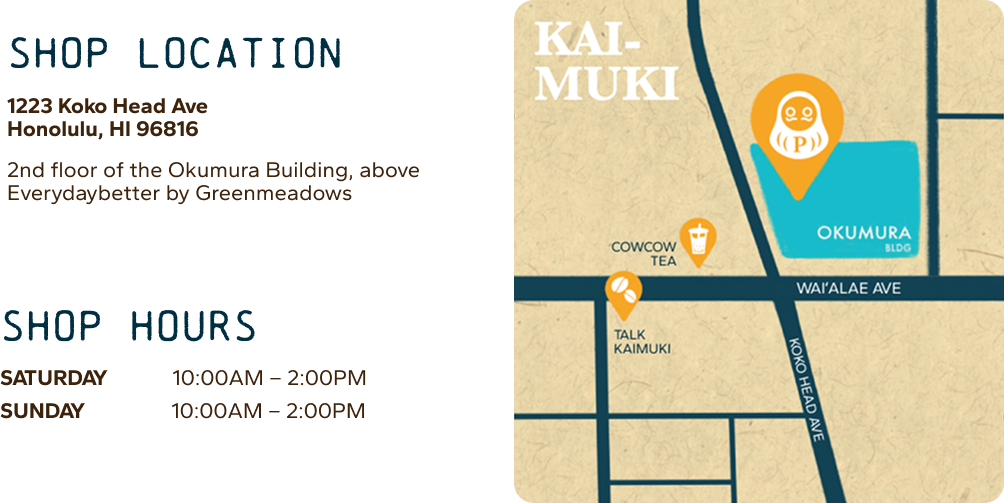 SHOP LOCATION
1223 Koko Head Ave
Honolulu, HI 96816
2nd floor of the Okumura Building, above
Everydaybetter by Greenmeadows
SHOP HOURS
SATURDAY 10:00AM – 2:00PM
SUNDAY 10:00AM – 2:00PM
KAI-
MUKI
P
OKUMURA
BLDG
COWCOW
TEA
WAI‘ALAE AVE
TALK
KAIMUKI
KOKO HEAD AVE